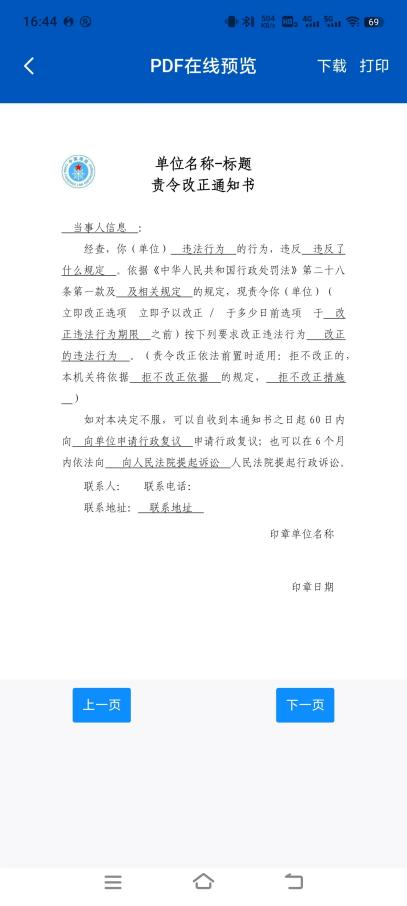 16:44
504 KB/S HD 2 4G 5G 69
PDF在线预览
下载 打印
单位名称-标题
责令改正通知书
当事人信息 :
经查，你（单位） 违法行为 的行为，违反 违反了
什么规定 。依据《中华人民共和国行政处罚法》第二十八
条第一款及 及相关规定 的规定，现责令你（单位）（
立即改正选项 立即予以改正 / 于多少日前选项 于 改
正违法行为期限 之前）按下列要求改正违法行为 改正
的违法行为 。（责令改正依法前置时适用：拒不改正的，
本机关将依据 拒不改正依据 的规定， 拒不改正措施
）
如对本决定不服，可以自收到本通知书之日起 60 日内
向 向单位申请行政复议 申请行政复议；也可以在 6 个月
内依法向 向人民法院提起诉讼 人民法院提起行政诉讼。
联系人： 联系电话：
联系地址： 联系地址
印章单位名称
印章日期
上一页 下一页